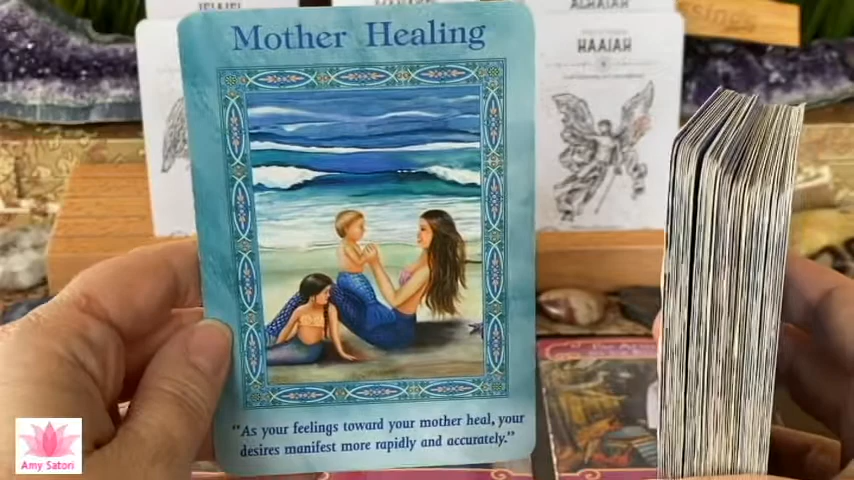 Mother Healing
HAAIAH
"As your feelings toward your mother heal, your
desires manifest more rapidly and accurately."
Amy Satori